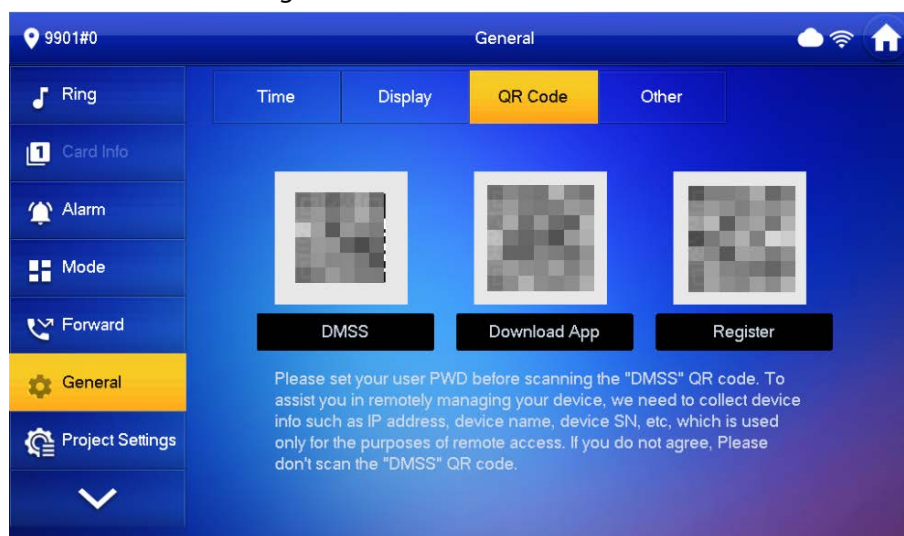 9901#0
General
Ring
Card Info
Alarm
Mode
Forward
General
Project Settings
Time
Display
QR Code
Other
DMSS
Download App
Register
Please set your user PWD before scanning the "DMSS" QR code. To
assist you in remotely managing your device, we need to collect device
info such as IP address, device name, device SN, etc, which is used
only for the purposes of remote access. If you do not agree, Please
don't scan the "DMSS" QR code.